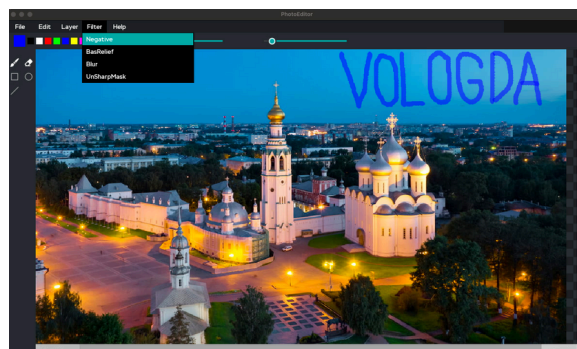 PhotoEditor
File Edit Layer Filter Help
Negative
BasRelief
Blur
UnSharpMask
VOLOGDA